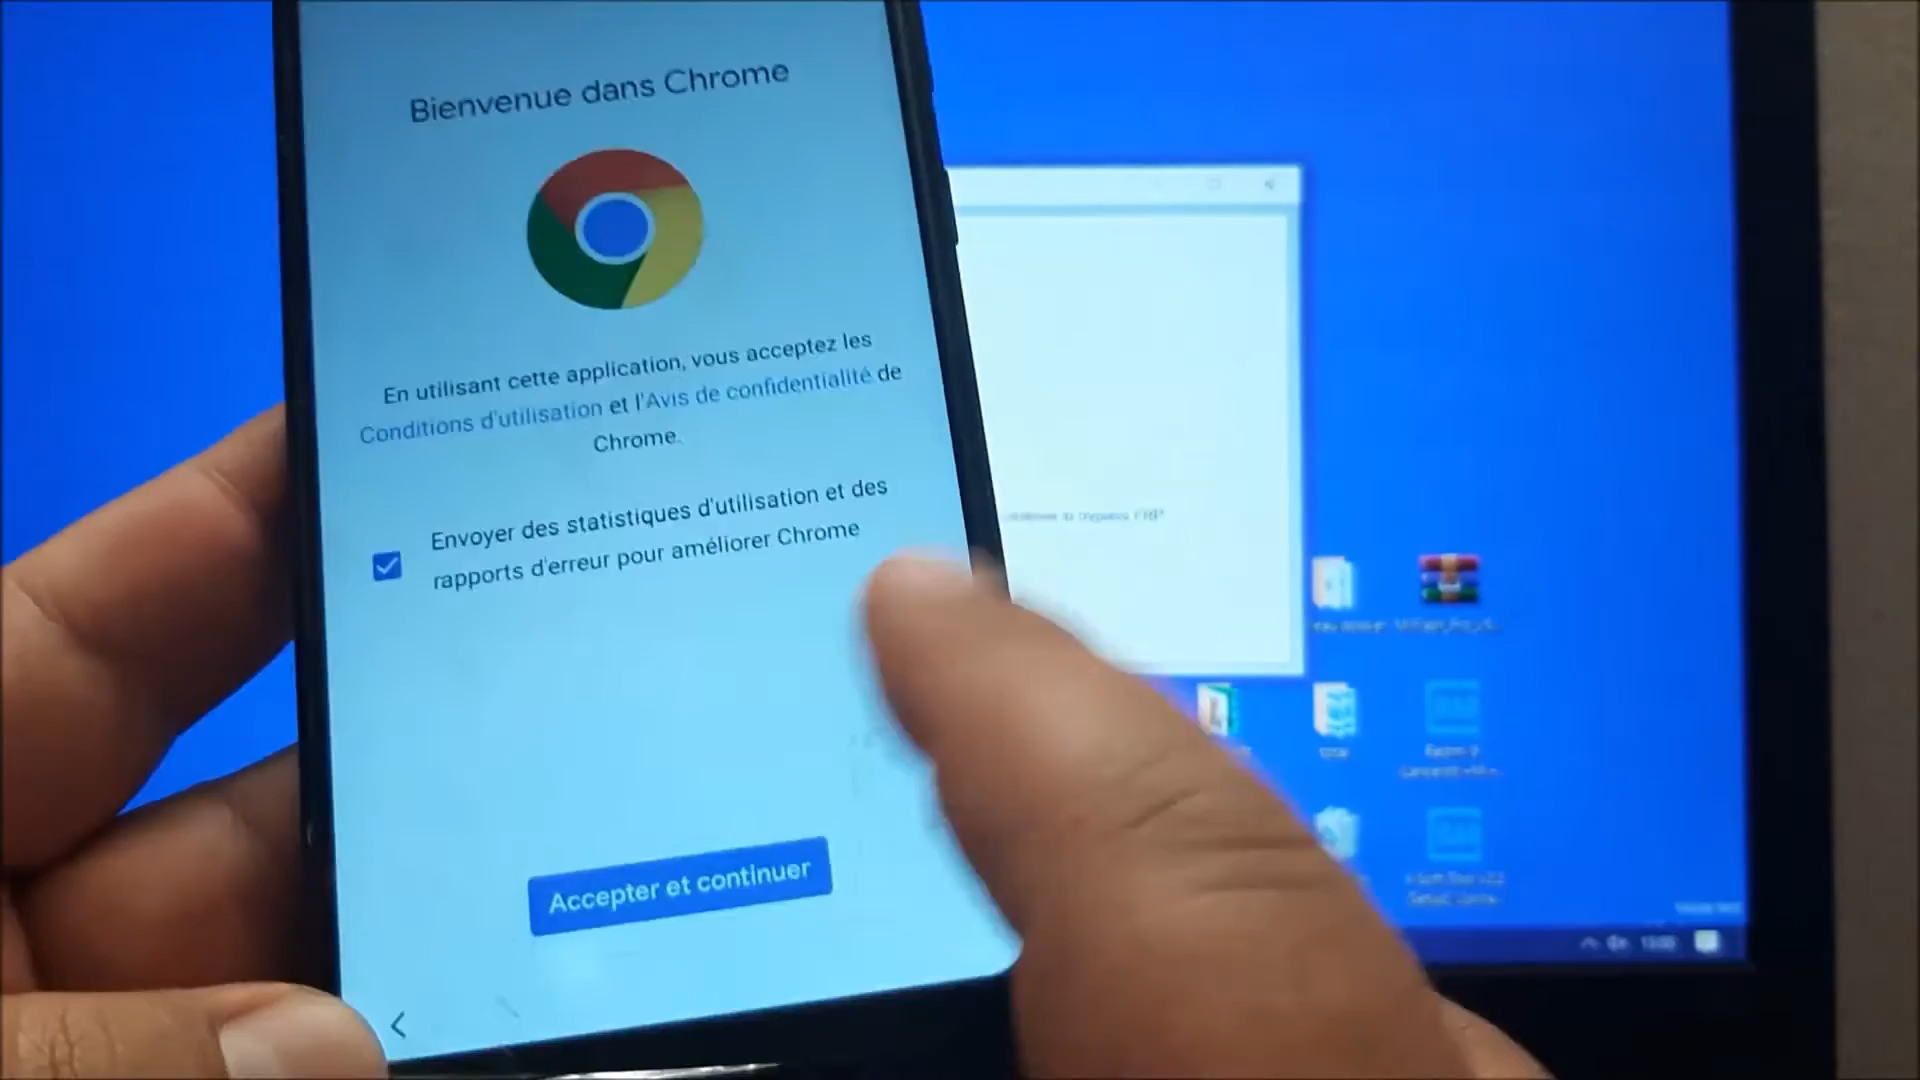 Bienvenue dans Chrome
En utilisant cette application, vous acceptez les
Conditions d'utilisation et l'Avis de confidentialité de
Chrome.
Envoyer des statistiques d'utilisation et des
rapports d'erreur pour améliorer Chrome
Accepter et continuer